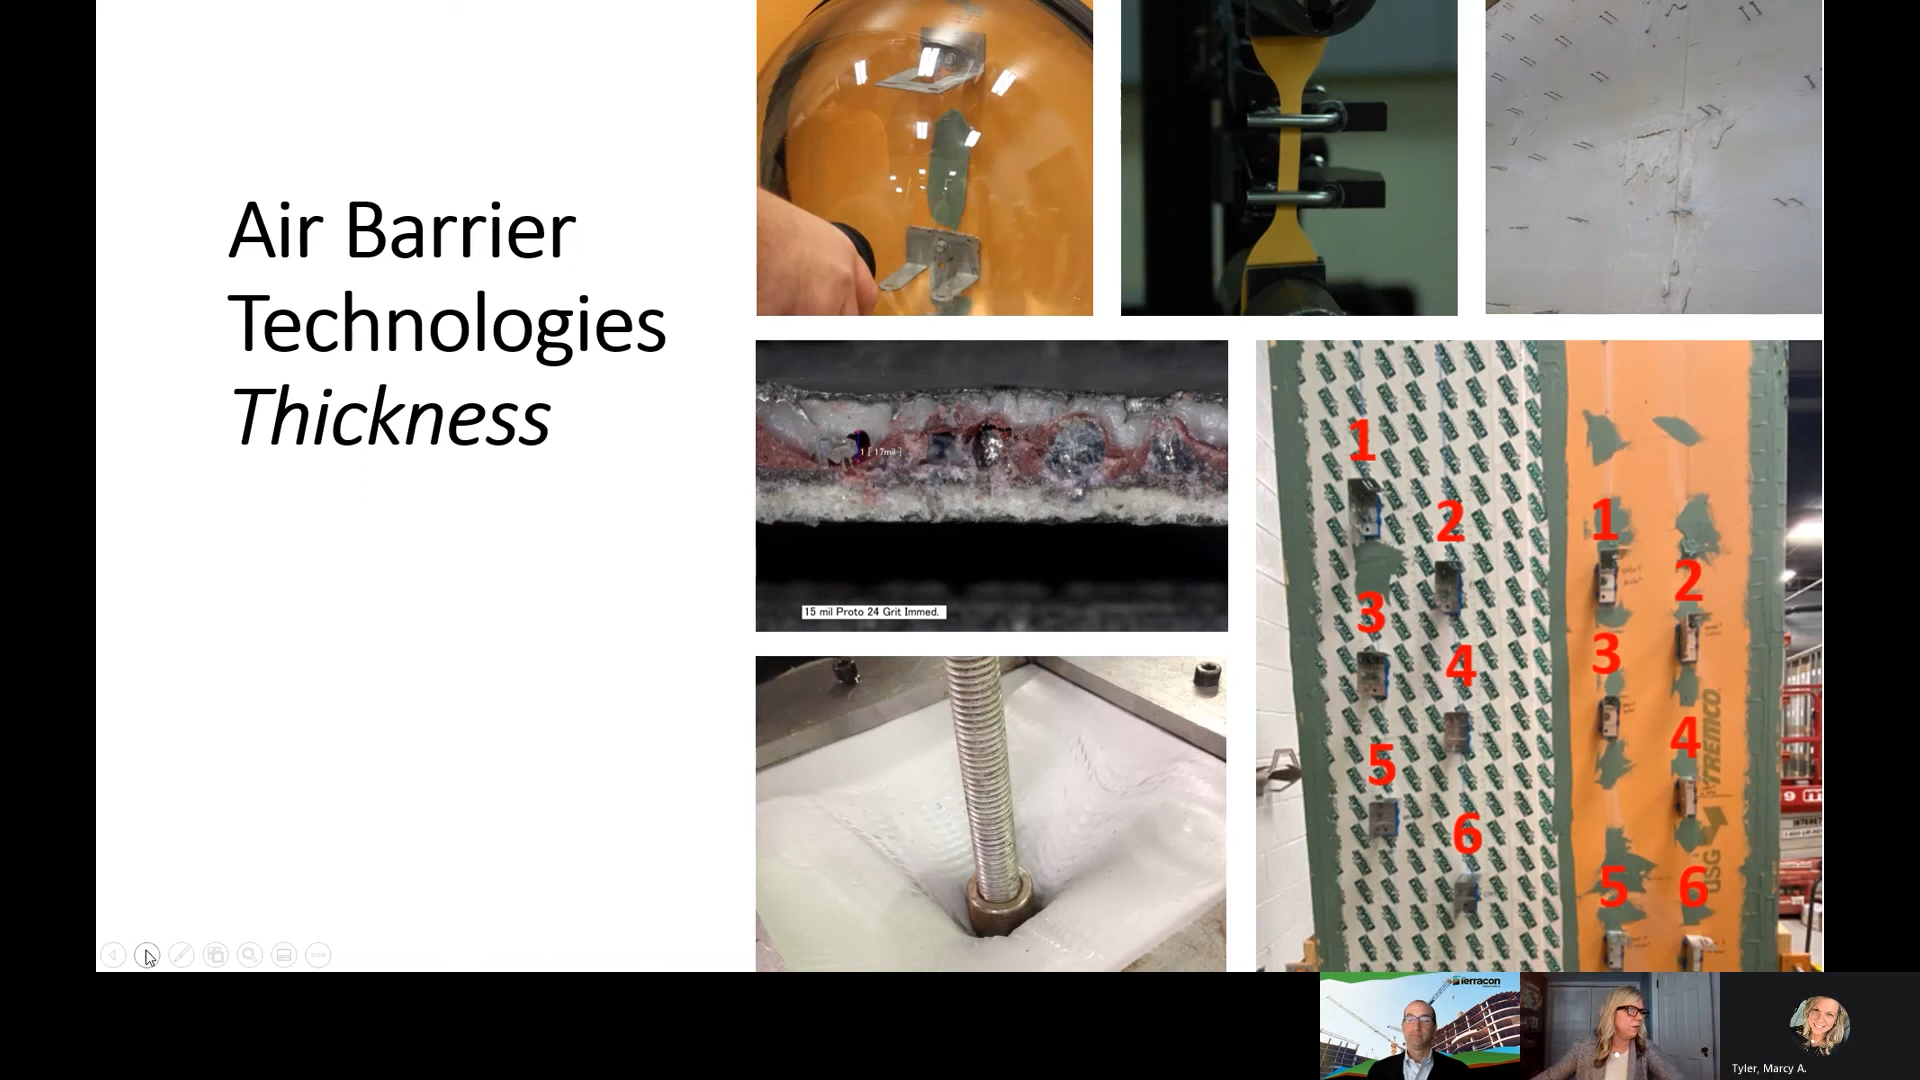 Air Barrier
Technologies
Thickness
1 [ 17mil-]
15 mil Proto 24 Grit Immed.
1
2
3
4
5
6
1
2
3
4
5
6
TREMCO
USG
Terracon
Tyler, Marcy A.